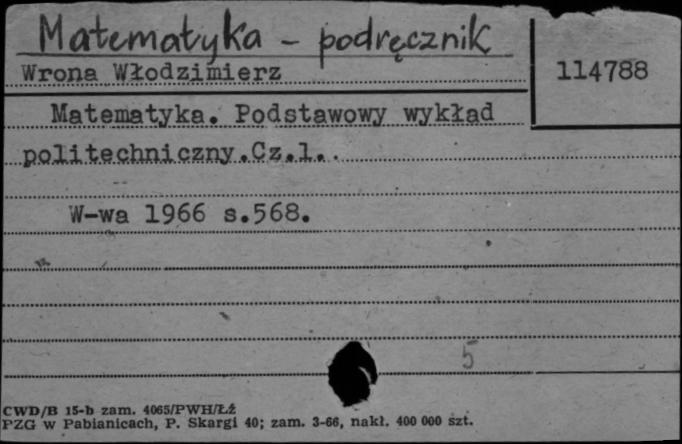 Matematyka - podręcznik
Wrona Włodzimierz
114788
Matematyka. Podstawowy wykład
politechniczny.Cz.1.
W-wa 1966 s.568.
5
CWD/B 15-b zam. 4065/PWH/ŁŹ
PZG w Pabianicach, P. Skargi 40; zam. 3-66, nakł. 400 000 szt.